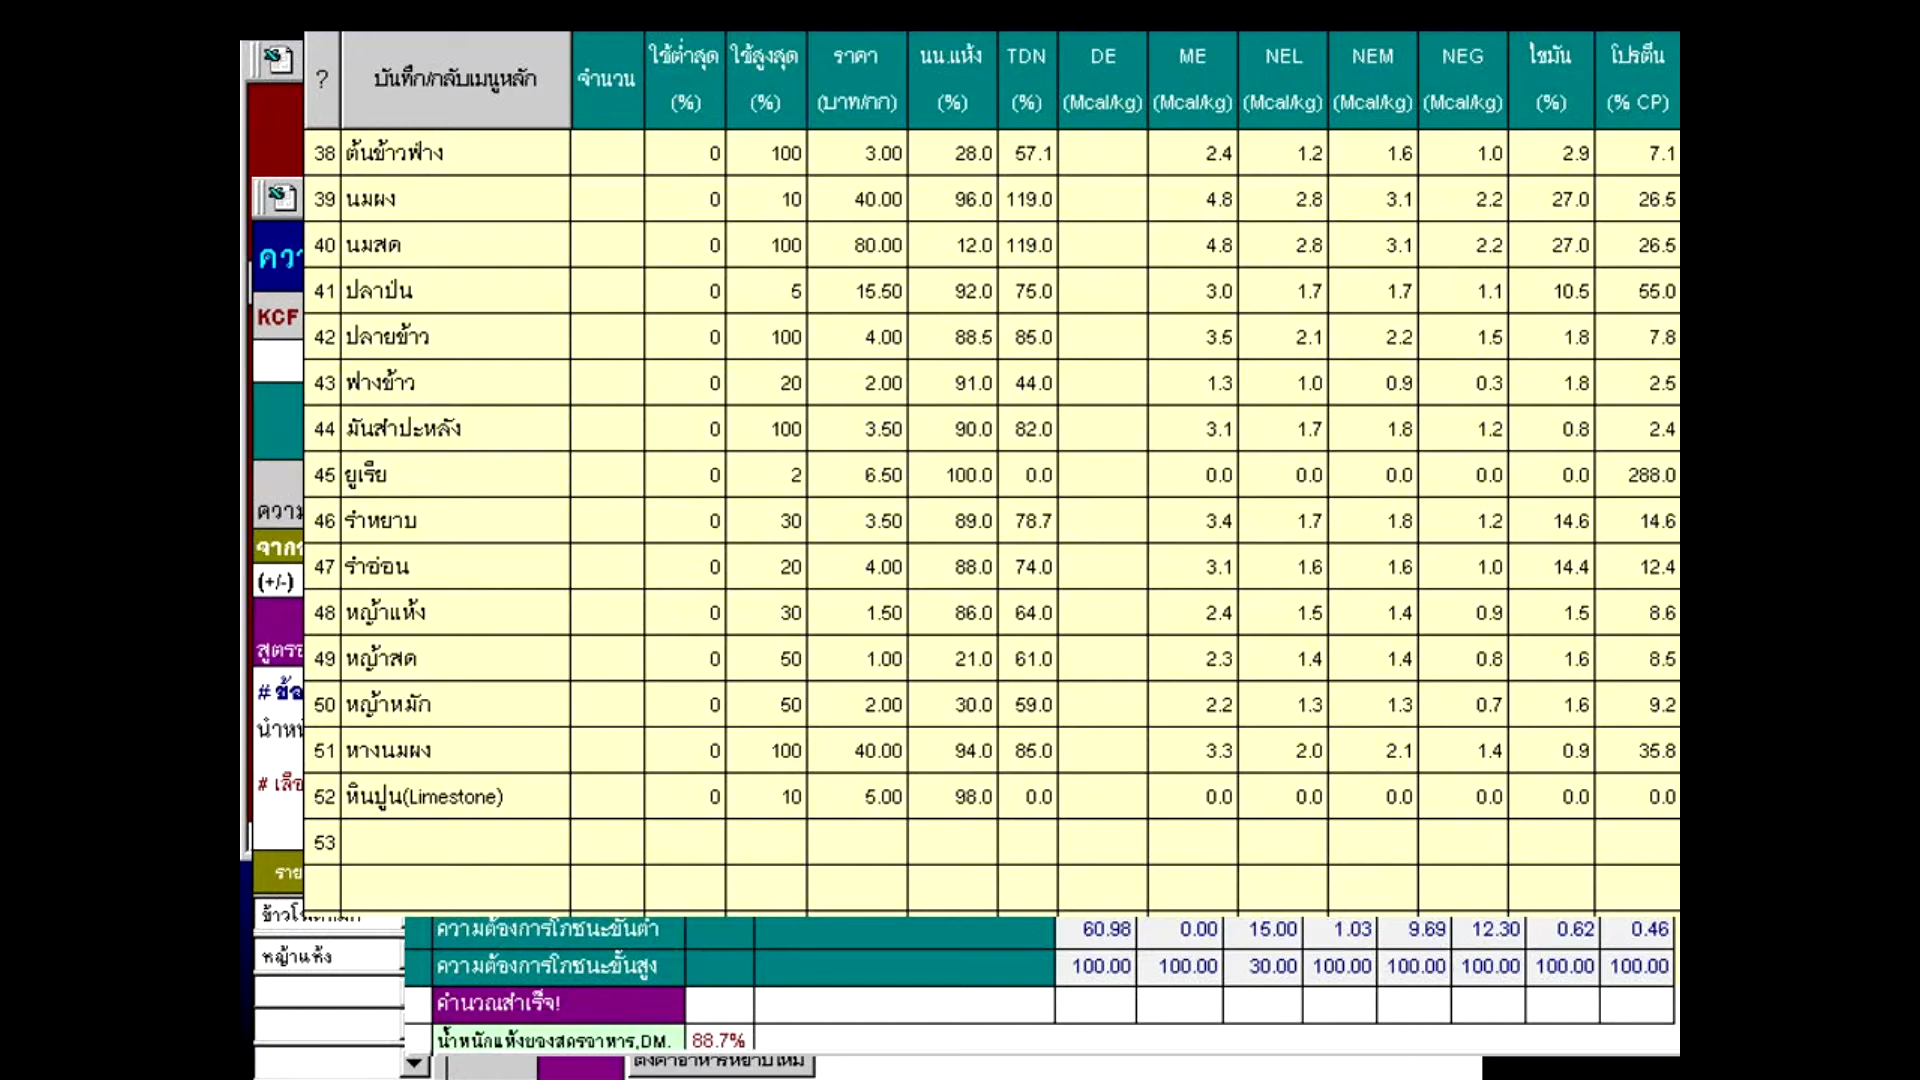 ? บันทึก/กลับเมนูหลัก จำนวน ใช้ต่ำสุด (%) ใช้สูงสุด (%) ราคา (บาท/กก) นน.แห้ง (%) TDN (%) DE (Mcal/kg) ME (Mcal/kg) NEL (Mcal/kg) NEM (Mcal/kg) NEG (Mcal/kg) ไขมัน (%) โปรตีน (% CP)
38 ต้นข้าวฟ่าง 0 100 3.00 28.0 57.1 2.4 1.2 1.6 1.0 2.9 7.1
39 นมผง 0 10 40.00 96.0 119.0 4.8 2.8 3.1 2.2 27.0 26.5
40 นมสด 0 100 80.00 12.0 119.0 4.8 2.8 3.1 2.2 27.0 26.5
41 ปลาป่น 0 5 15.50 92.0 75.0 3.0 1.7 1.7 1.1 10.5 55.0
42 ปลายข้าว 0 100 4.00 88.5 85.0 3.5 2.1 2.2 1.5 1.8 7.8
43 ฟางข้าว 0 20 2.00 91.0 44.0 1.3 1.0 0.9 0.3 1.8 2.5
44 มันสำปะหลัง 0 100 3.50 90.0 82.0 3.1 1.7 1.8 1.2 0.8 2.4
45 ยูเรีย 0 2 6.50 100.0 0.0 0.0 0.0 0.0 0.0 0.0 288.0
46 รำหยาบ 0 30 3.50 89.0 78.7 3.4 1.7 1.8 1.2 14.6 14.6
47 รำอ่อน 0 20 4.00 88.0 74.0 3.1 1.6 1.6 1.0 14.4 12.4
48 หญ้าแห้ง 0 30 1.50 86.0 64.0 2.4 1.5 1.4 0.9 1.5 8.6
49 หญ้าสด 0 50 1.00 21.0 61.0 2.3 1.4 1.4 0.8 1.6 8.5
50 หญ้าหมัก 0 50 2.00 30.0 59.0 2.2 1.3 1.3 0.7 1.6 9.2
51 หางนมผง 0 100 40.00 94.0 85.0 3.3 2.0 2.1 1.4 0.9 35.8
52 หินปูน(Limestone) 0 10 5.00 98.0 0.0 0.0 0.0 0.0 0.0 0.0 0.0
53
KCF
(+/-)
ความต้องการโภชนะขั้นต่ำ 60.98 0.00 15.00 1.03 9.69 12.30 0.62 0.46
หญ้าแห้ง
ความต้องการโภชนะขั้นสูง 100.00 100.00 30.00 100.00 100.00 100.00 100.00 100.00
คำนวณสำเร็จ!
น้ำหนักแห้งของสูตรอาหาร,DM. 88.7%